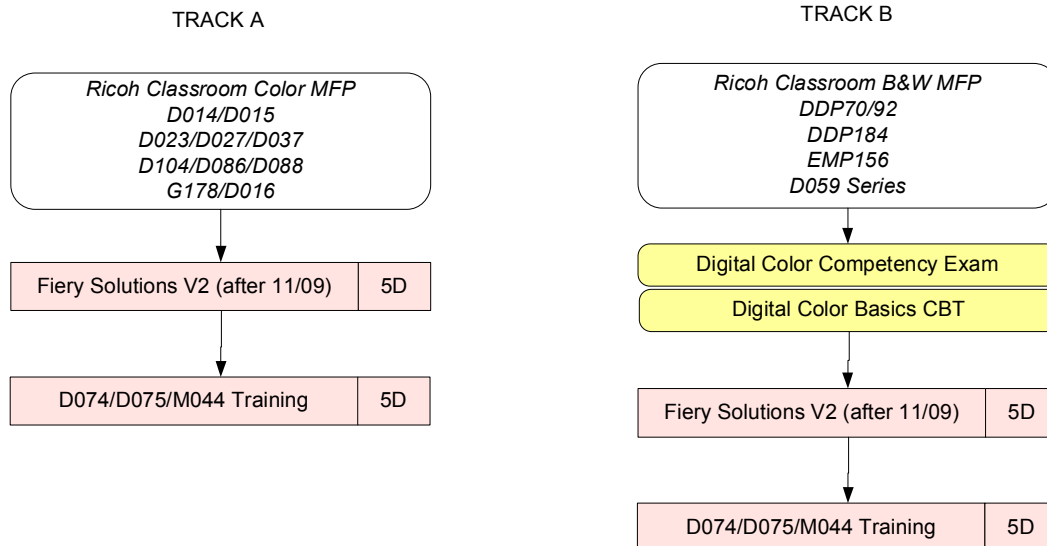 TRACK A
Ricoh Classroom Color MFP
D014/D015
D023/D027/D037
D104/D086/D088
G178/D016
Fiery Solutions V2 (after 11/09) 5D
D074/D075/M044 Training 5D
TRACK B
Ricoh Classroom B&W MFP
DDP70/92
DDP184
EMP156
D059 Series
Digital Color Competency Exam
Digital Color Basics CBT
Fiery Solutions V2 (after 11/09) 5D
D074/D075/M044 Training 5D